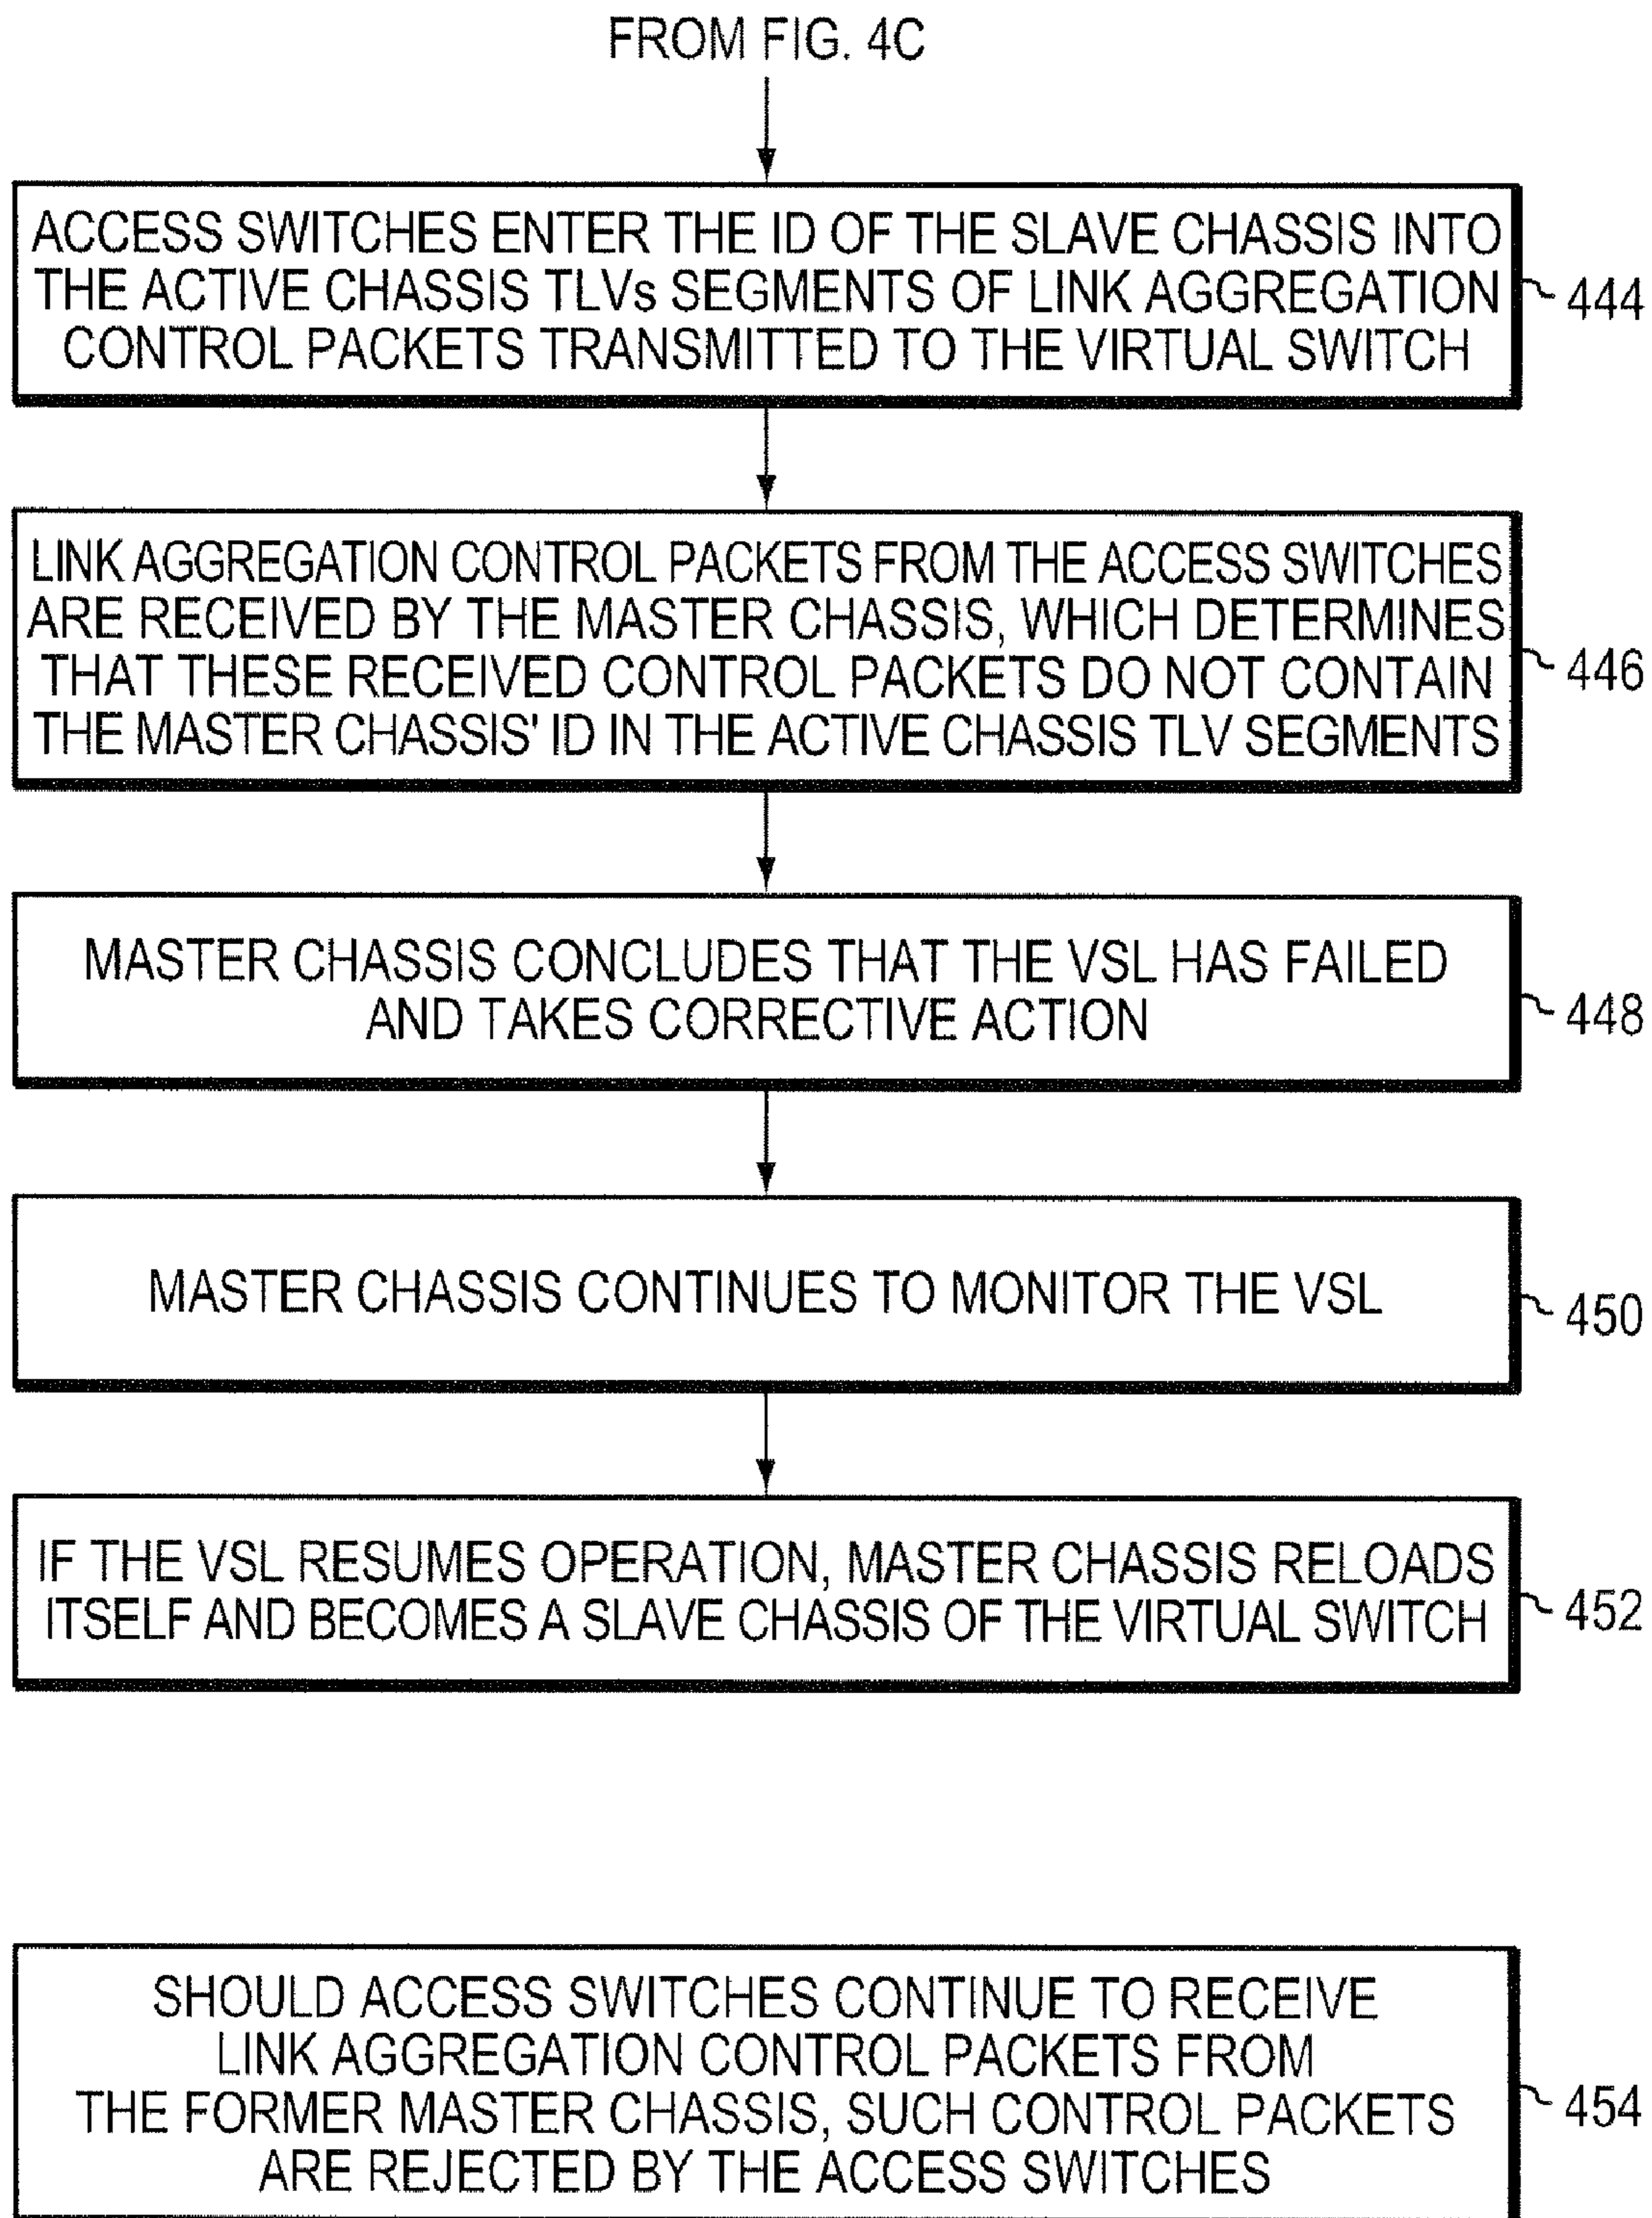 FROM FIG. 4C
ACCESS SWITCHES ENTER THE ID OF THE SLAVE CHASSIS INTO
THE ACTIVE CHASSIS TLVs SEGMENTS OF LINK AGGREGATION
CONTROL PACKETS TRANSMITTED TO THE VIRTUAL SWITCH
444
LINK AGGREGATION CONTROL PACKETS FROM THE ACCESS SWITCHES
ARE RECEIVED BY THE MASTER CHASSIS, WHICH DETERMINES
THAT THESE RECEIVED CONTROL PACKETS DO NOT CONTAIN
THE MASTER CHASSIS' ID IN THE ACTIVE CHASSIS TLV SEGMENTS
446
MASTER CHASSIS CONCLUDES THAT THE VSL HAS FAILED
AND TAKES CORRECTIVE ACTION
448
MASTER CHASSIS CONTINUES TO MONITOR THE VSL
450
IF THE VSL RESUMES OPERATION, MASTER CHASSIS RELOADS
ITSELF AND BECOMES A SLAVE CHASSIS OF THE VIRTUAL SWITCH
452
SHOULD ACCESS SWITCHES CONTINUE TO RECEIVE
LINK AGGREGATION CONTROL PACKETS FROM
THE FORMER MASTER CHASSIS, SUCH CONTROL PACKETS
ARE REJECTED BY THE ACCESS SWITCHES
454